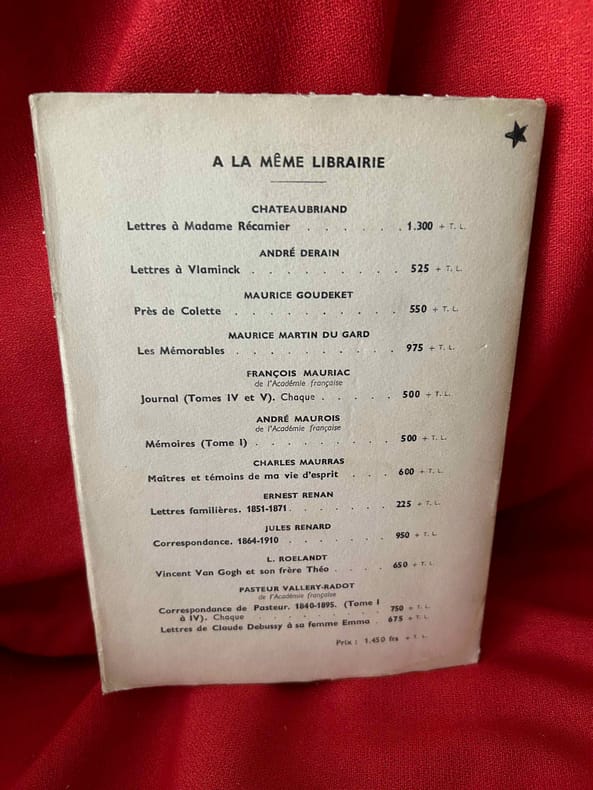 A LA MÊME LIBRAIRIE
CHATEAUBRIAND
Lettres à Madame Récamier . . . . . . 1.300 + T. L.
ANDRÉ DERAIN
Lettres à Vlaminck . . . . . . . . . 525 + T. L.
MAURICE GOUDEKET
Près de Colette . . . . . . . . . . 550 + T. L.
MAURICE MARTIN DU GARD
Les Mémorables . . . . . . . . . . 975 + T. L.
FRANÇOIS MAURIAC
de l'Académie française
Journal (Tomes IV et V). Chaque . . . . . 500 + T. L.
ANDRÉ MAUROIS
de l'Académie française
Mémoires (Tome I) . . . . . . . . . 500 + T. L.
CHARLES MAURRAS
Maîtres et témoins de ma vie d'esprit . . . 600 + T. L.
ERNEST RENAN
Lettres familières. 1851-1871. . . . . . . 225 + T. L.
JULES RENARD
Correspondance. 1864-1910 . . . . . . . 950 + T. L.
L. ROELANDT
Vincent Van Gogh et son frère Théo . . . . 650 + T. L.
PASTEUR VALLERY-RADOT
de l'Académie française
Correspondance de Pasteur. 1840-1895. (Tome I
à IV). Chaque . . . . . . . . . 750 + T. L.
Lettres de Claude Debussy à sa femme Emma . 675 + T. L.
Prix : 1.450 frs + T. L.